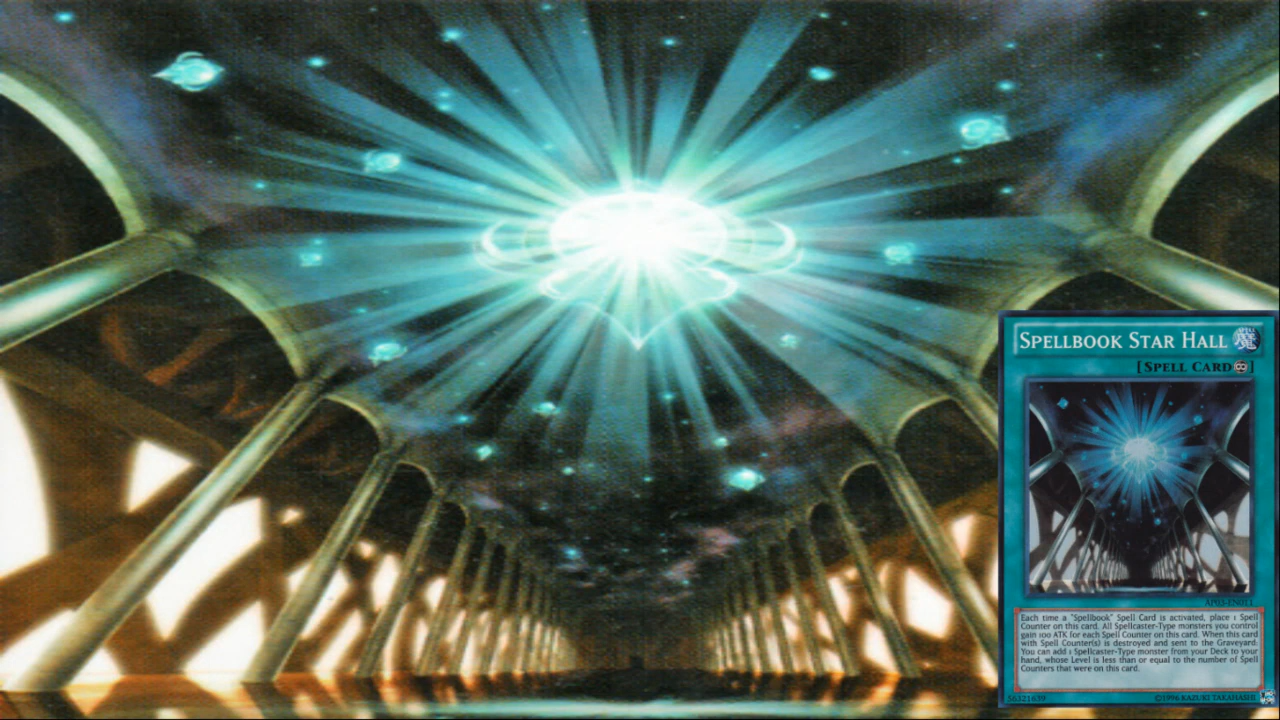 SPELLBOOK STAR HALL 魔
[SPELL CARD]
AP03-EN011
Each time a "Spellbook" Spell Card is activated, place 1 Spell
Counter on this card. All Spellcaster-Type monsters you control
gain 100 ATK for each Spell Counter on this card. When this card
with Spell Counter(s) is destroyed and sent to the Graveyard:
You can add 1 Spellcaster-Type monster from your Deck to your
hand, whose Level is less than or equal to the number of Spell
Counters that were on this card.
56321639 ©1996 KAZUKI TAKAHASHI